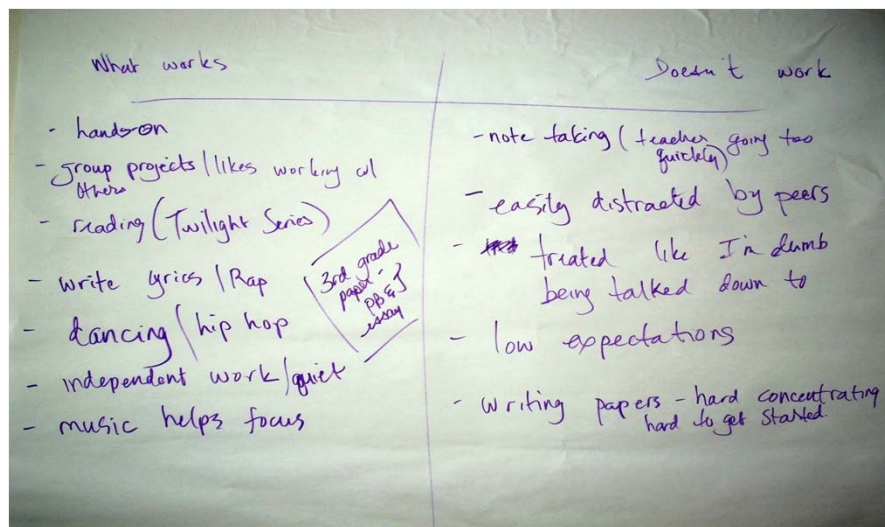 What works
- hands-on
- group projects / likes working w/
others
- reading (Twilight Series)
- write lyrics / Rap
- dancing / hip hop
- independent work / quiet
- music helps focus
3rd grade
paper -
PB & J
essay
Doesn't work
- note taking (teacher going too
quickly)
- easily distracted by peers
- treated like I'm dumb
being talked down to
- low expectations
- writing papers - hard concentrating
hard to get started.